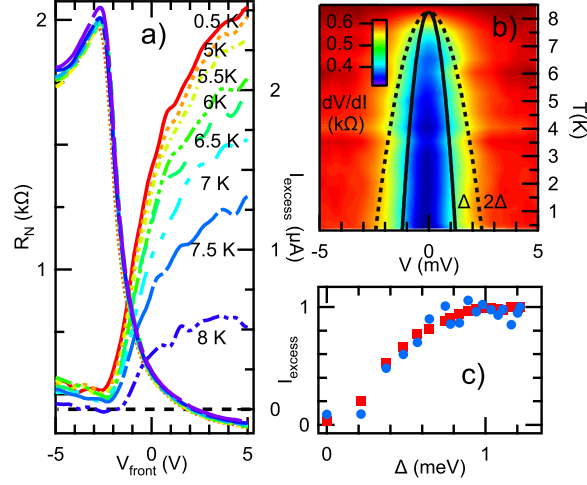 a)
0.5 K
5K
5.5K
6K
6.5 K
7 K
7.5 K
8 K
2
1
R_N (kΩ)
2
1
0
I_excess (μA)
-5
0
5
V_front (V)
b)
0.6
0.5
0.4
dV/dI
(kΩ)
Δ
2Δ
8
7
6
5
4
3
2
1
T(K)
-5
0
5
V (mV)
c)
1
0
I_excess
0
1
Δ (meV)